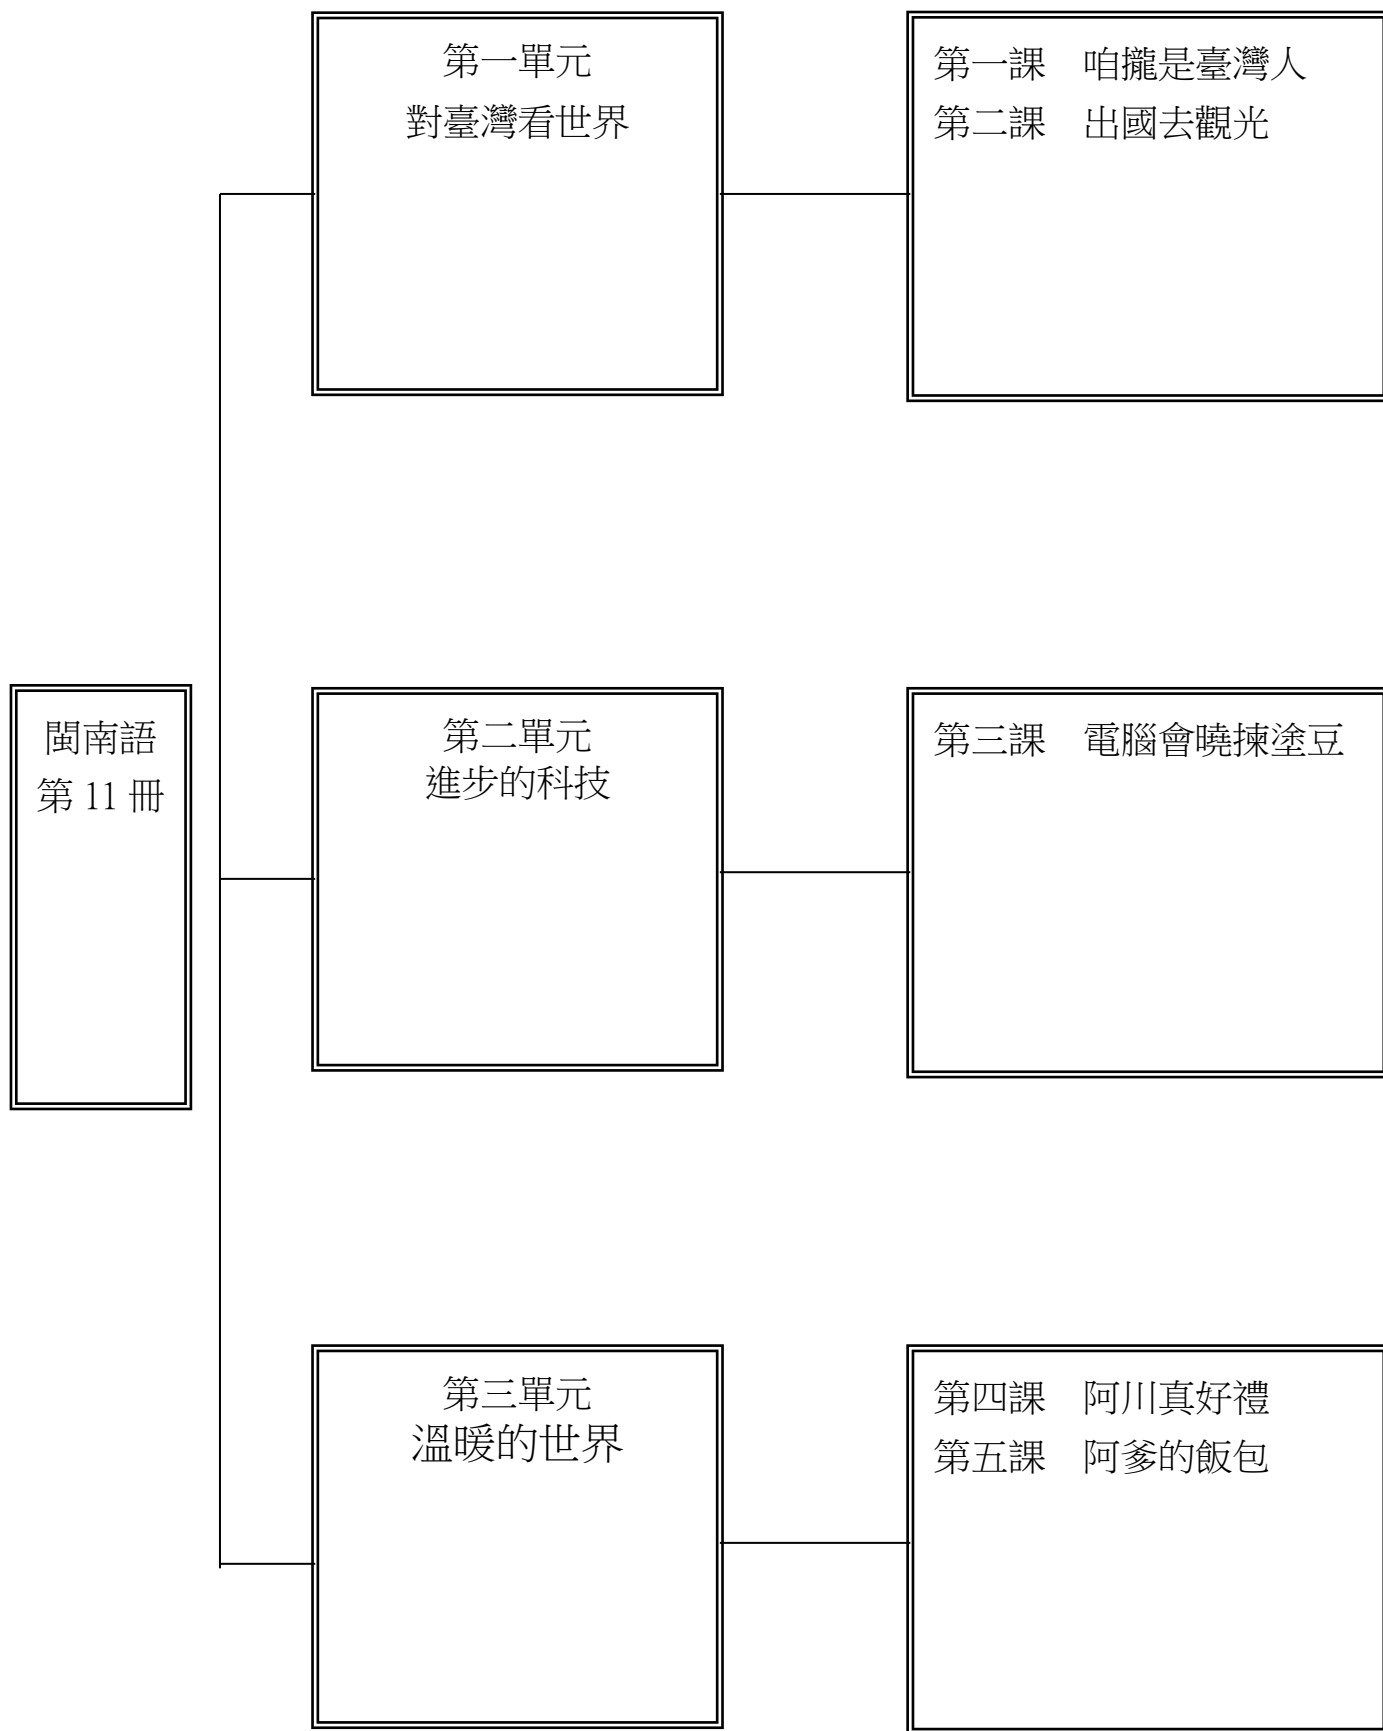 閩南語
第 11 冊
第一單元
對臺灣看世界
第一課　咱攏是臺灣人
第二課　出國去觀光
第二單元
進步的科技
第三課　電腦會曉揀塗豆
第三單元
溫暖的世界
第四課　阿川真好禮
第五課　阿爹的飯包